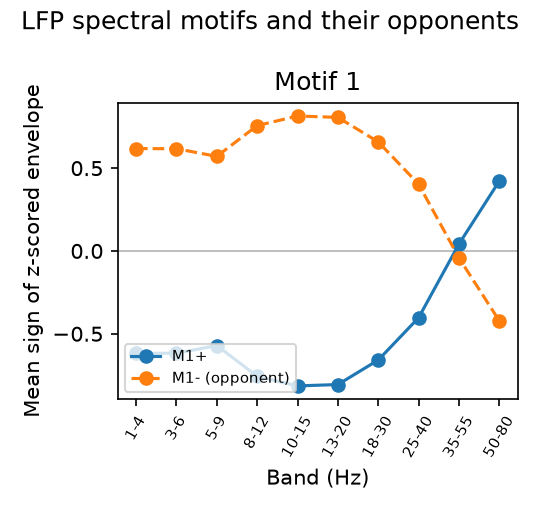 LFP spectral motifs and their opponents
Motif 1
Mean sign of z-scored envelope
0.5
0.0
−0.5
M1+
M1- (opponent)
1-4
3-6
5-9
8-12
10-15
13-20
18-30
25-40
35-55
50-80
Band (Hz)